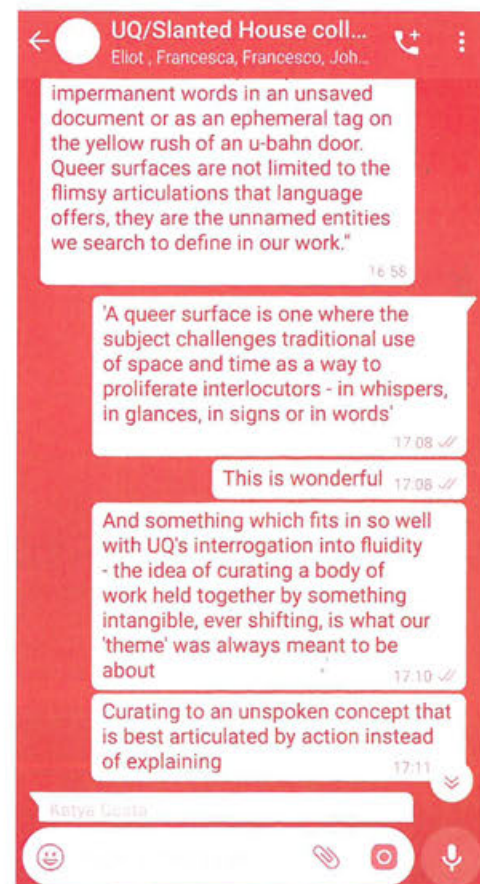 UQ/Slanted House coll...
Eliot , Francesca, Francesco, Joh...
impermanent words in an unsaved
document or as an ephemeral tag on
the yellow rush of an u-bahn door.
Queer surfaces are not limited to the
flimsy articulations that language
offers, they are the unnamed entities
we search to define in our work."
16:58
'A queer surface is one where the
subject challenges traditional use
of space and time as a way to
proliferate interlocutors - in whispers,
in glances, in signs or in words'
17:08
This is wonderful 17:08
And something which fits in so well
with UQ's interrogation into fluidity
- the idea of curating a body of
work held together by something
intangible, ever shifting, is what our
'theme' was always meant to be
about
17:10
Curating to an unspoken concept that
is best articulated by action instead
of explaining
17:11
Katya